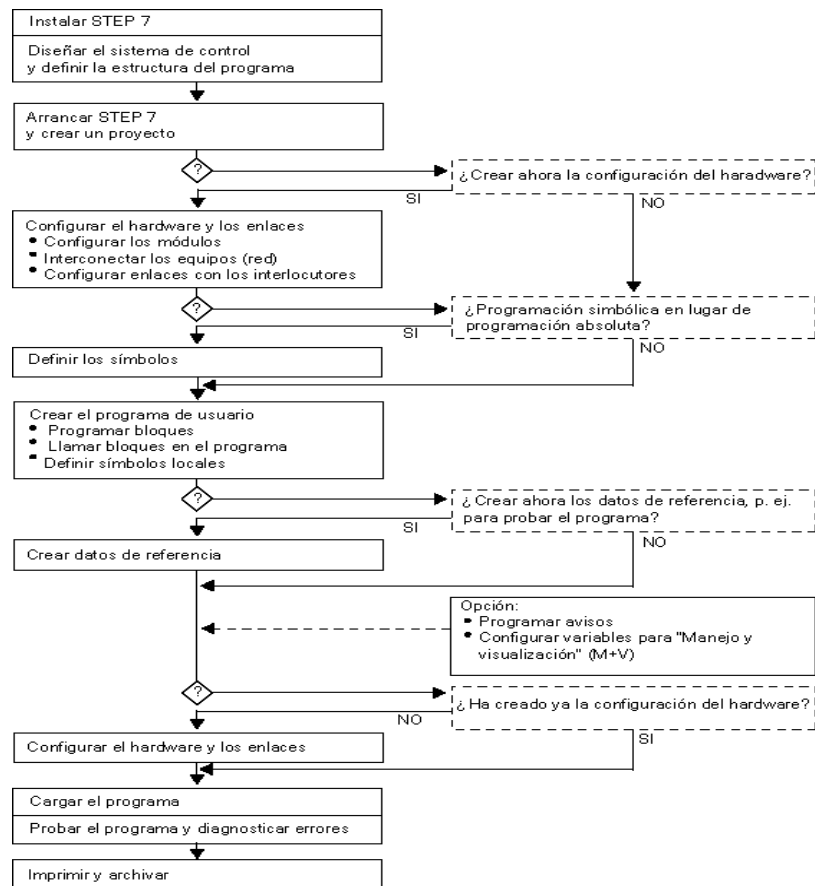 Instalar STEP 7
Diseñar el sistema de control
y definir la estructura del programa
Arrancar STEP 7
y crear un proyecto
?
¿Crear ahora la configuración del haradware?
SI
NO
Configurar el hardware y los enlaces
• Configurar los módulos
• Interconectar los equipos (red)
• Configurar enlaces con los interlocutores
?
¿Programación simbólica en lugar de
programación absoluta?
SI
NO
Definir los símbolos
Crear el programa de usuario
• Programar bloques
• Llamar bloques en el programa
• Definir símbolos locales
?
¿Crear ahora los datos de referencia, p. ej.
para probar el programa?
SI
NO
Crear datos de referencia
Opción:
• Programar avisos
• Configurar variables para "Manejo y
visualización" (M+V)
?
¿Ha creado ya la configuración del hardware?
NO
SI
Configurar el hardware y los enlaces
Cargar el programa
Probar el programa y diagnosticar errores
Imprimir y archivar